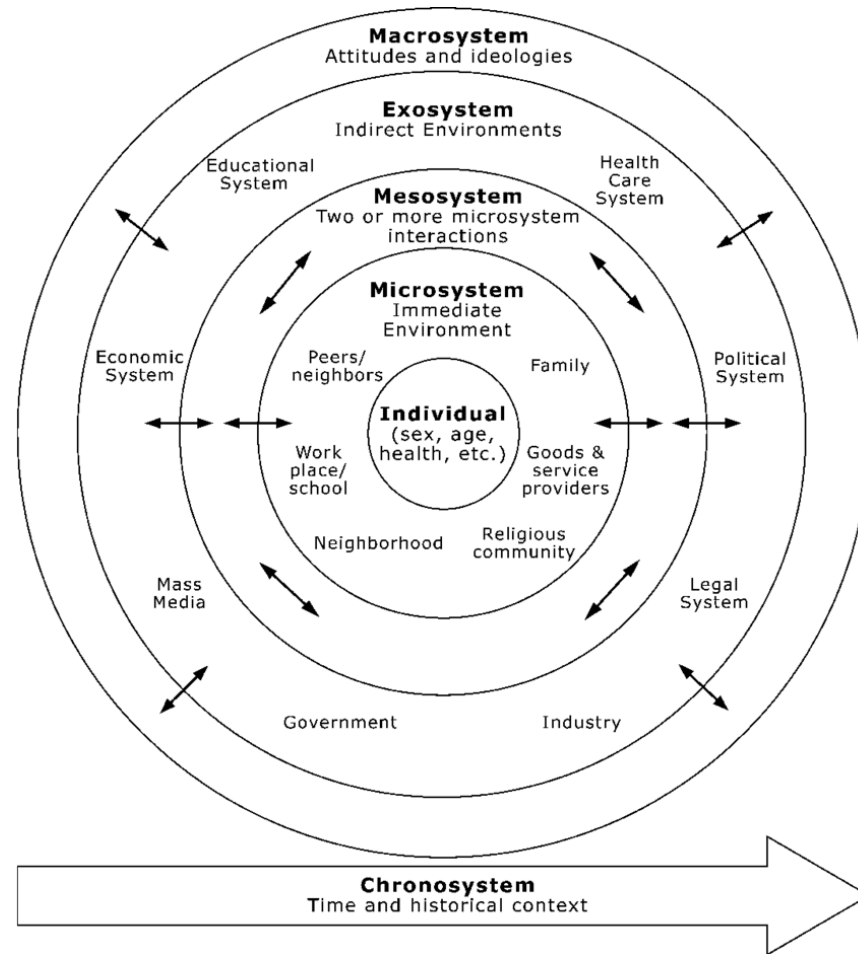 Macrosystem
Attitudes and ideologies
Exosystem
Indirect Environments
Educational
System
Health
Care
System
Mesosystem
Two or more microsystem
interactions
Microsystem
Immediate
Environment
Economic
System
Peers/
neighbors
Family
Political
System
Individual
(sex, age,
health, etc.)
Work
place/
school
Goods &
service
providers
Neighborhood
Religious
community
Mass
Media
Legal
System
Government
Industry
Chronosystem
Time and historical context